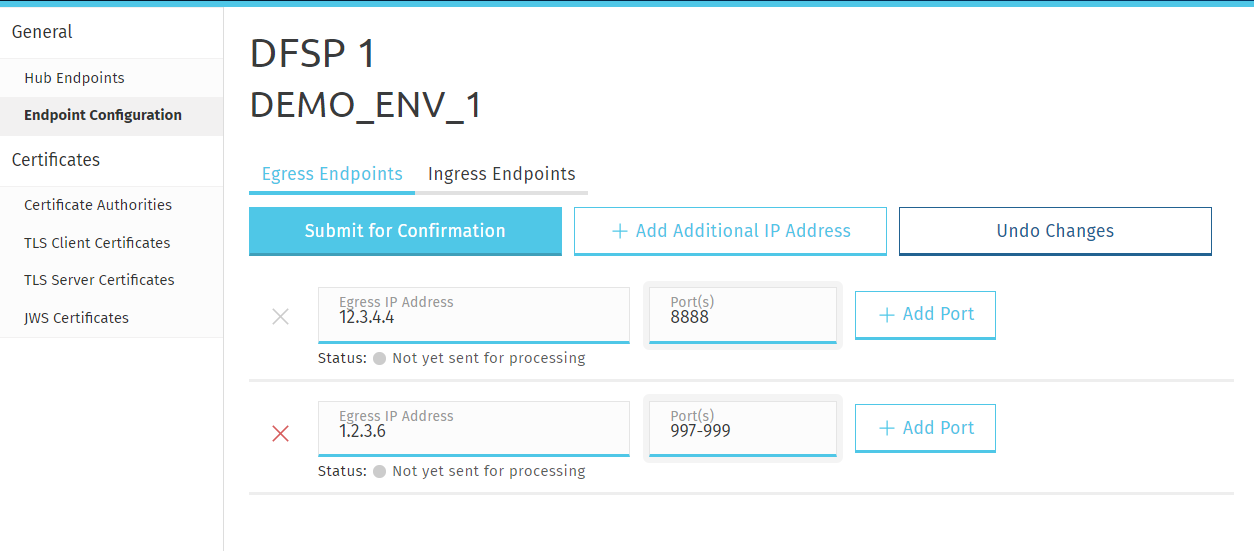 General
Hub Endpoints
Endpoint Configuration
Certificates
Certificate Authorities
TLS Client Certificates
TLS Server Certificates
JWS Certificates
DFSP 1
DEMO_ENV_1
Egress Endpoints Ingress Endpoints
Submit for Confirmation + Add Additional IP Address Undo Changes
Egress IP Address Port(s)
12.3.4.4 8888 + Add Port
Status: Not yet sent for processing
Egress IP Address Port(s)
1.2.3.6 997-999 + Add Port
Status: Not yet sent for processing